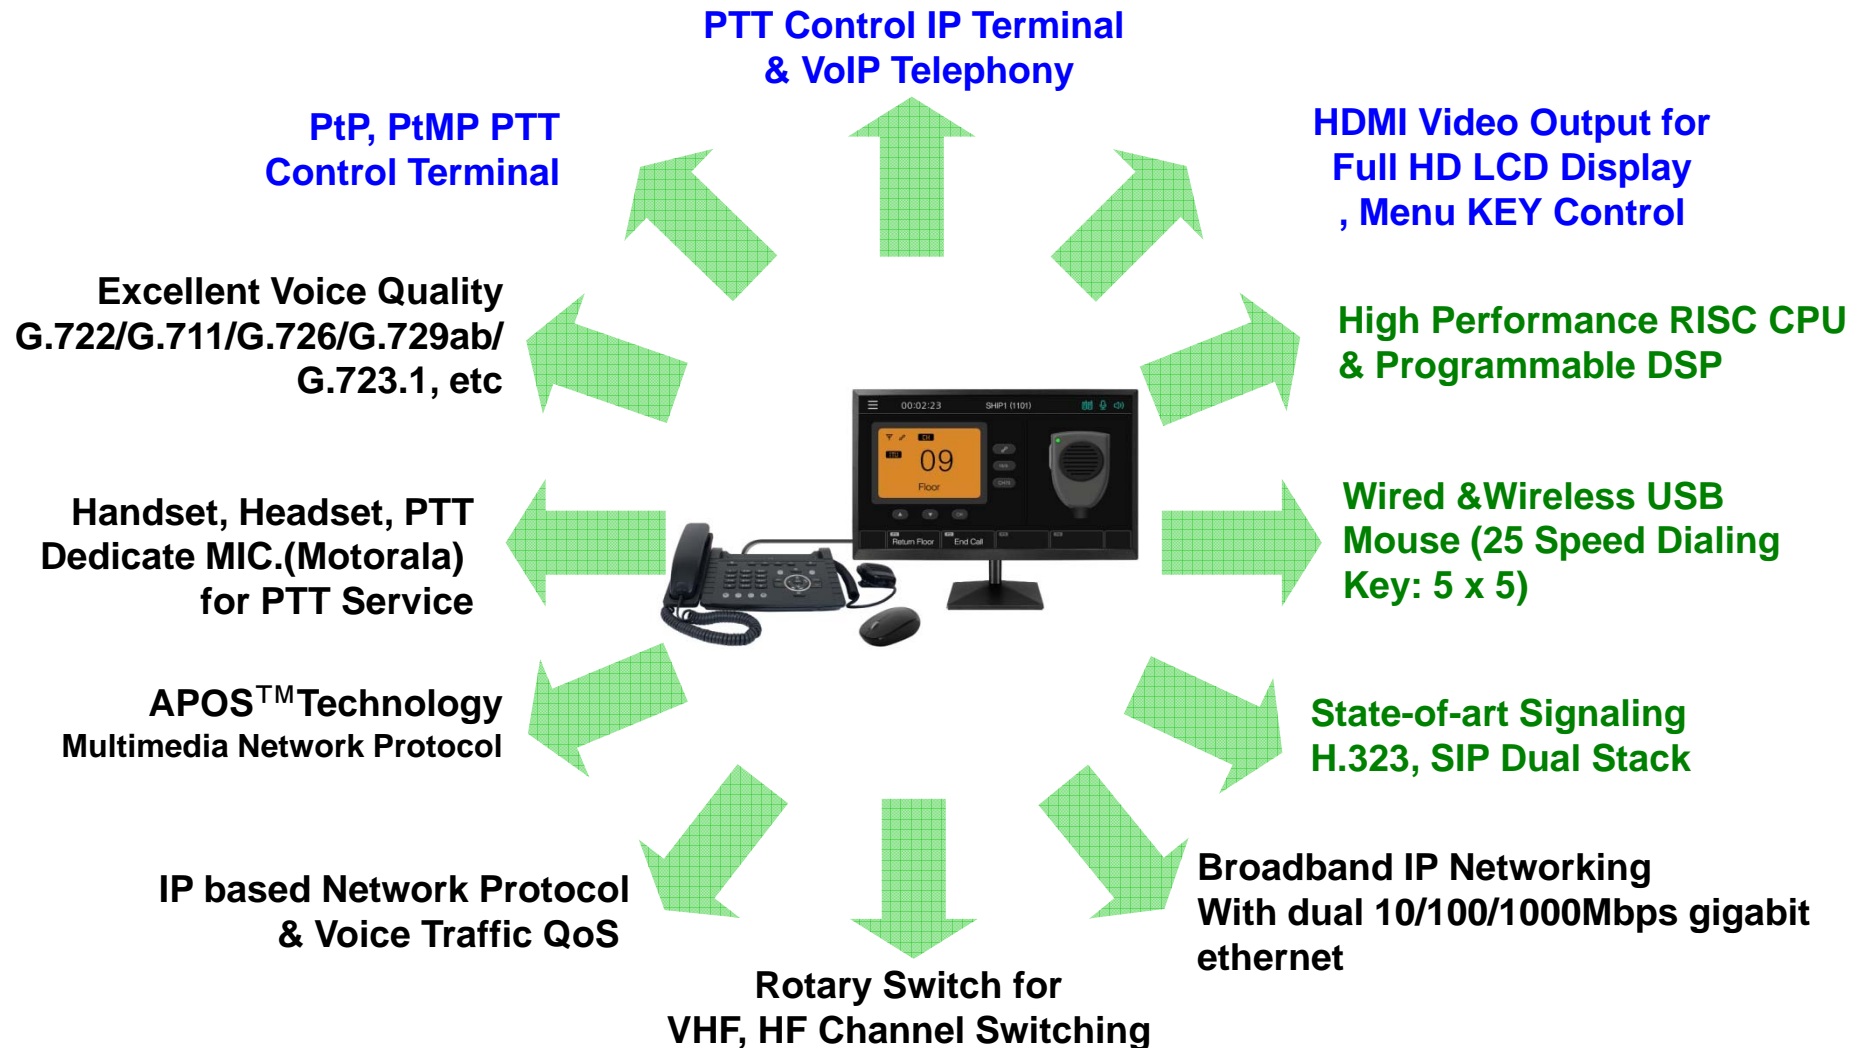 PTT Control IP Terminal
& VoIP Telephony
PtP, PtMP PTT
Control Terminal
HDMI Video Output for
Full HD LCD Display
, Menu KEY Control
Excellent Voice Quality
G.722/G.711/G.726/G.729ab/
G.723.1, etc
High Performance RISC CPU
& Programmable DSP
00:02:23
SHIP1 (1101)
09
Floor
Return Floor
End Call
Handset, Headset, PTT
Dedicate MIC.(Motorala)
for PTT Service
Wired &Wireless USB
Mouse (25 Speed Dialing
Key: 5 x 5)
APOS™Technology
Multimedia Network Protocol
State-of-art Signaling
H.323, SIP Dual Stack
IP based Network Protocol
& Voice Traffic QoS
Broadband IP Networking
With dual 10/100/1000Mbps gigabit
ethernet
Rotary Switch for
VHF, HF Channel Switching